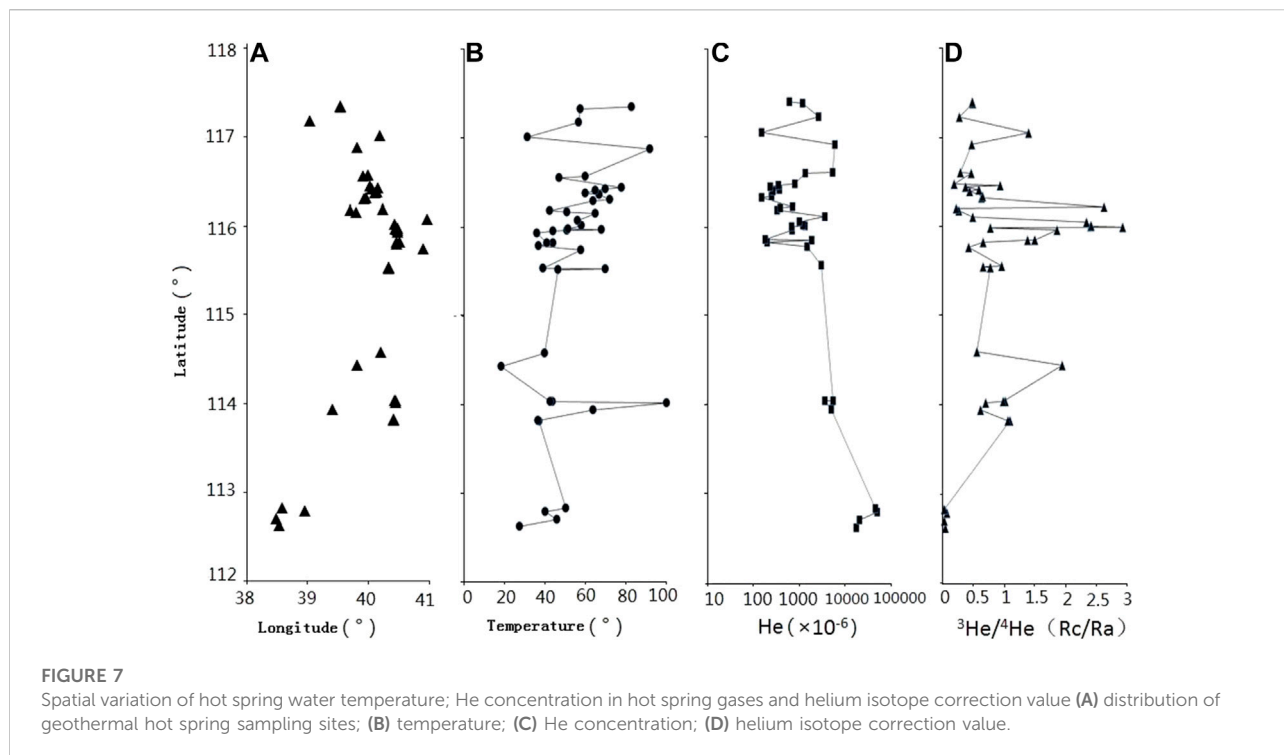 A
B
C
D
118
117
116
115
114
113
112
Latitude(°)
38 39 40 41
Longitude(°)
0 20 40 60 80 100
Temperature(°)
10 100 1000 10000 100000
He(×10⁻⁶)
0 0.5 1 1.5 2 2.5 3
³He/⁴He (Rc/Ra)
FIGURE 7
Spatial variation of hot spring water temperature; He concentration in hot spring gases and helium isotope correction value (A) distribution of
geothermal hot spring sampling sites; (B) temperature; (C) He concentration; (D) helium isotope correction value.